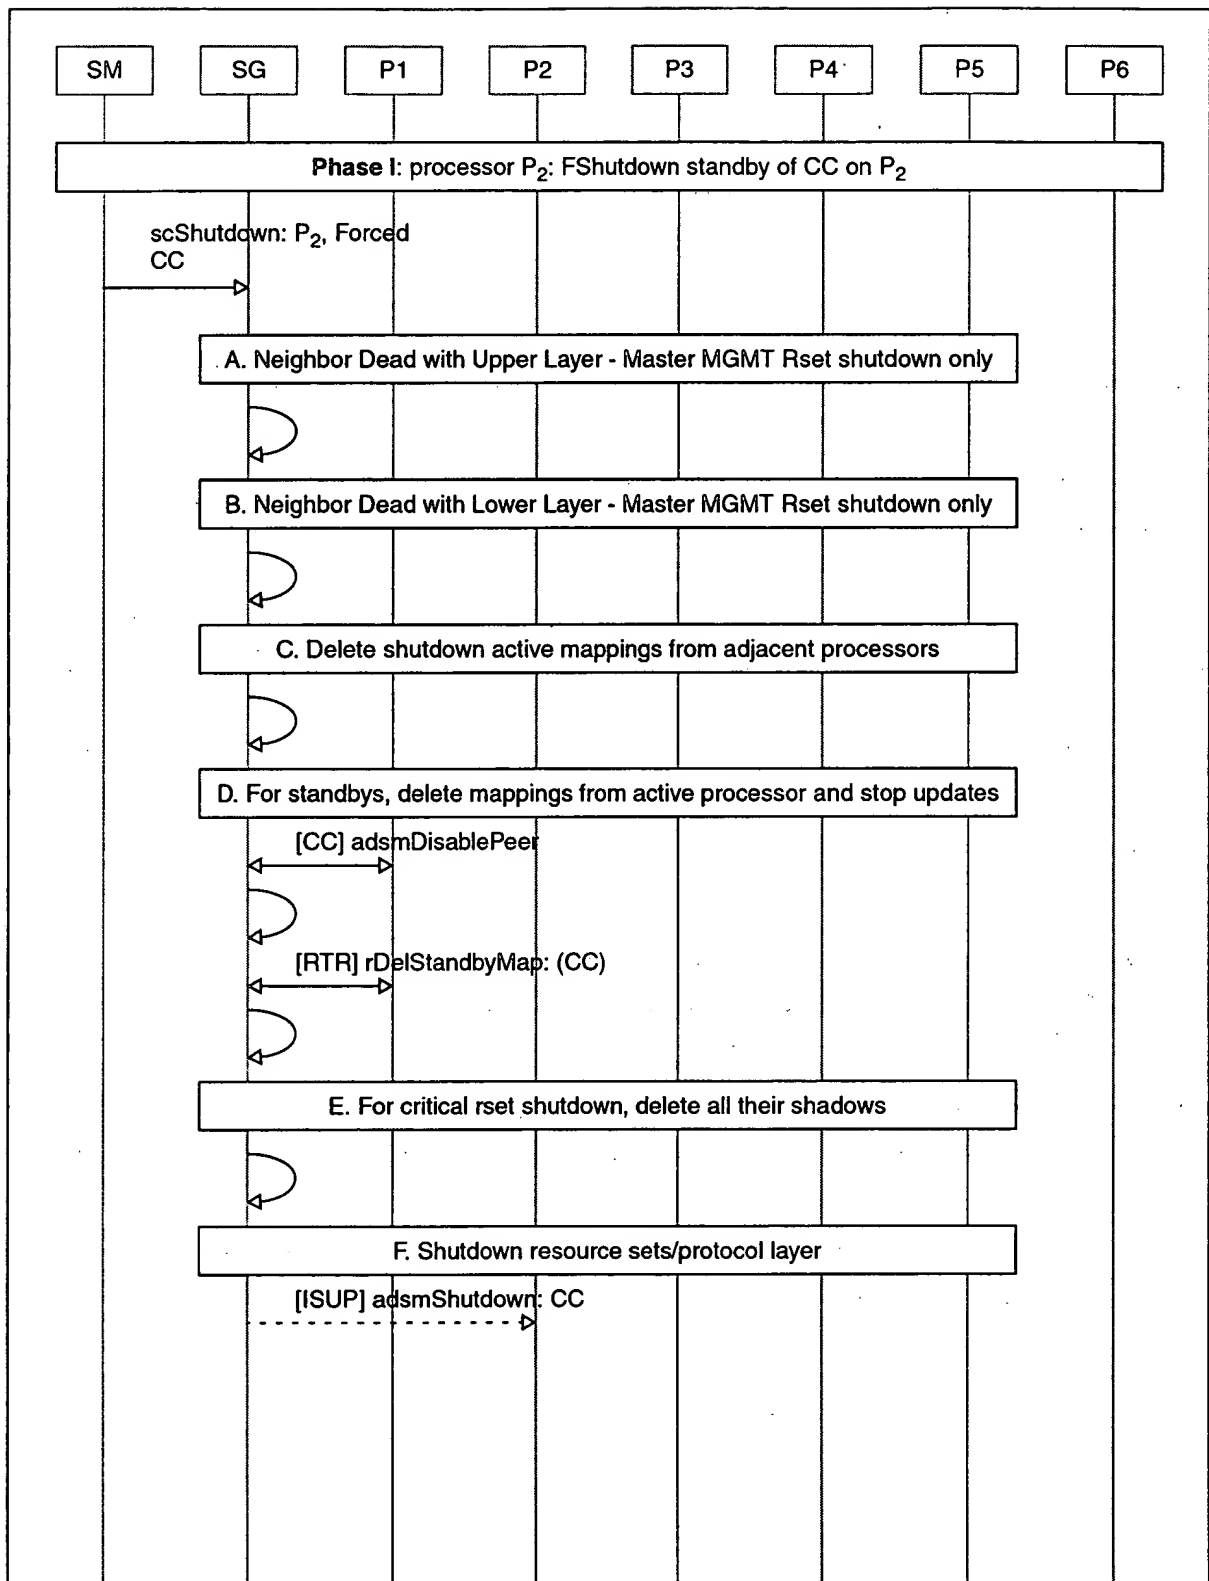 SM SG P1 P2 P3 P4 P5 P6
Phase I: processor P2: FShutdown standby of CC on P2
scShutdown: P2, Forced
CC
A. Neighbor Dead with Upper Layer - Master MGMT Rset shutdown only
B. Neighbor Dead with Lower Layer - Master MGMT Rset shutdown only
C. Delete shutdown active mappings from adjacent processors
D. For standbys, delete mappings from active processor and stop updates
[CC] adsmDisablePeer
[RTR] rDelStandbyMap: (CC)
E. For critical rset shutdown, delete all their shadows
F. Shutdown resource sets/protocol layer
[ISUP] adsmShutdown: CC